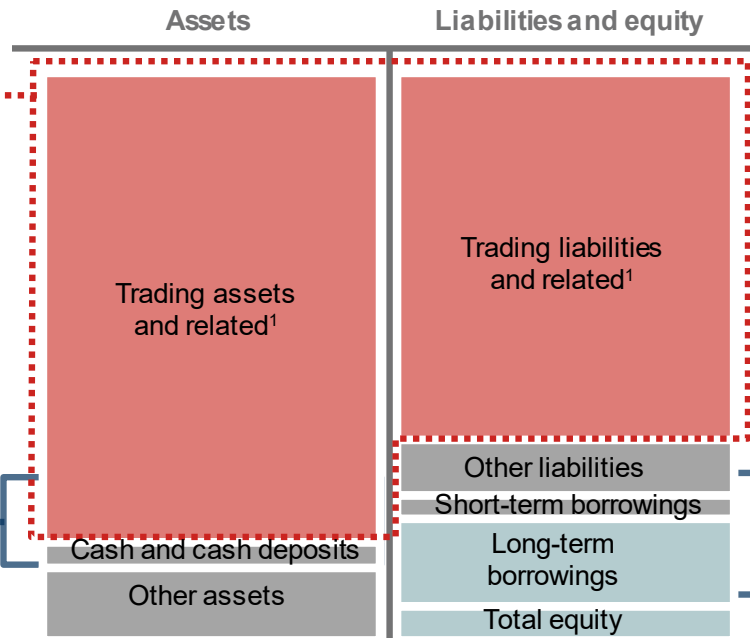 Assets
Liabilities and equity
Trading assets
and related¹
Trading liabilities
and related¹
Cash and cash deposits
Other assets
Other liabilities
Short-term borrowings
Long-term
borrowings
Total equity